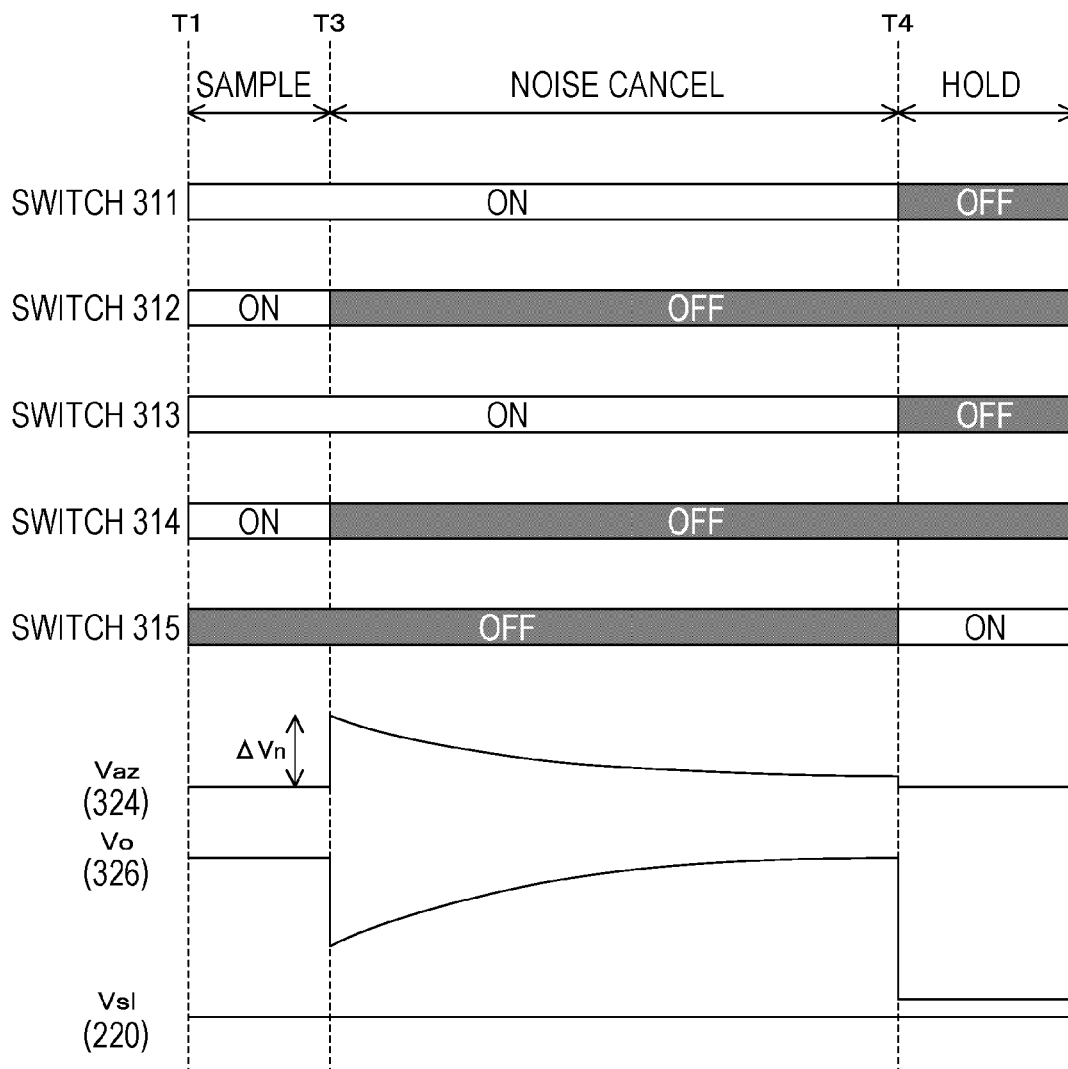 T1 T3 T4
SAMPLE NOISE CANCEL HOLD
SWITCH 311 ON OFF
SWITCH 312 ON OFF
SWITCH 313 ON OFF
SWITCH 314 ON OFF
SWITCH 315 OFF ON
ΔVn
Vaz
(324)
Vo
(326)
Vsl
(220)